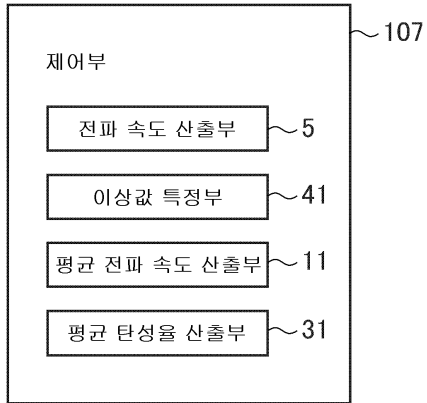 107
제어부
전파 속도 산출부 5
이상값 특정부 41
평균 전파 속도 산출부 11
평균 탄성율 산출부 31